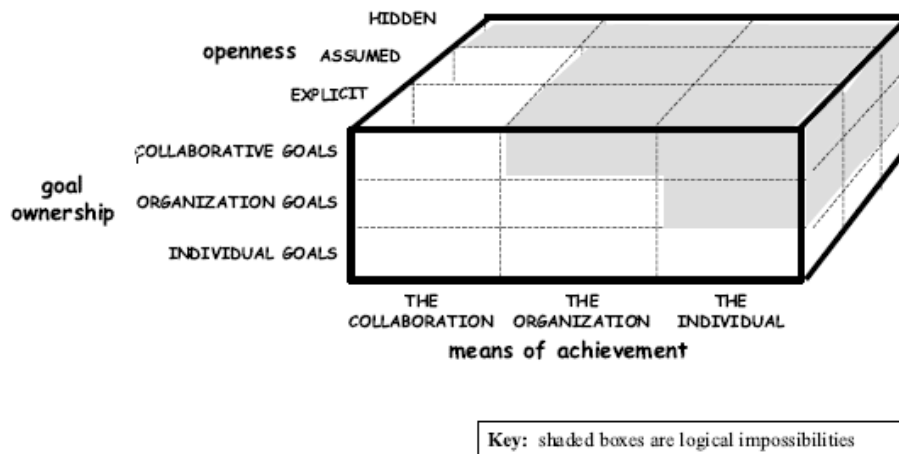 HIDDEN
openness
ASSUMED
EXPLICIT
COLLABORATIVE GOALS
goal
ownership
ORGANIZATION GOALS
INDIVIDUAL GOALS
THE
COLLABORATION
THE
ORGANIZATION
THE
INDIVIDUAL
means of achievement
Key: shaded boxes are logical impossibilities